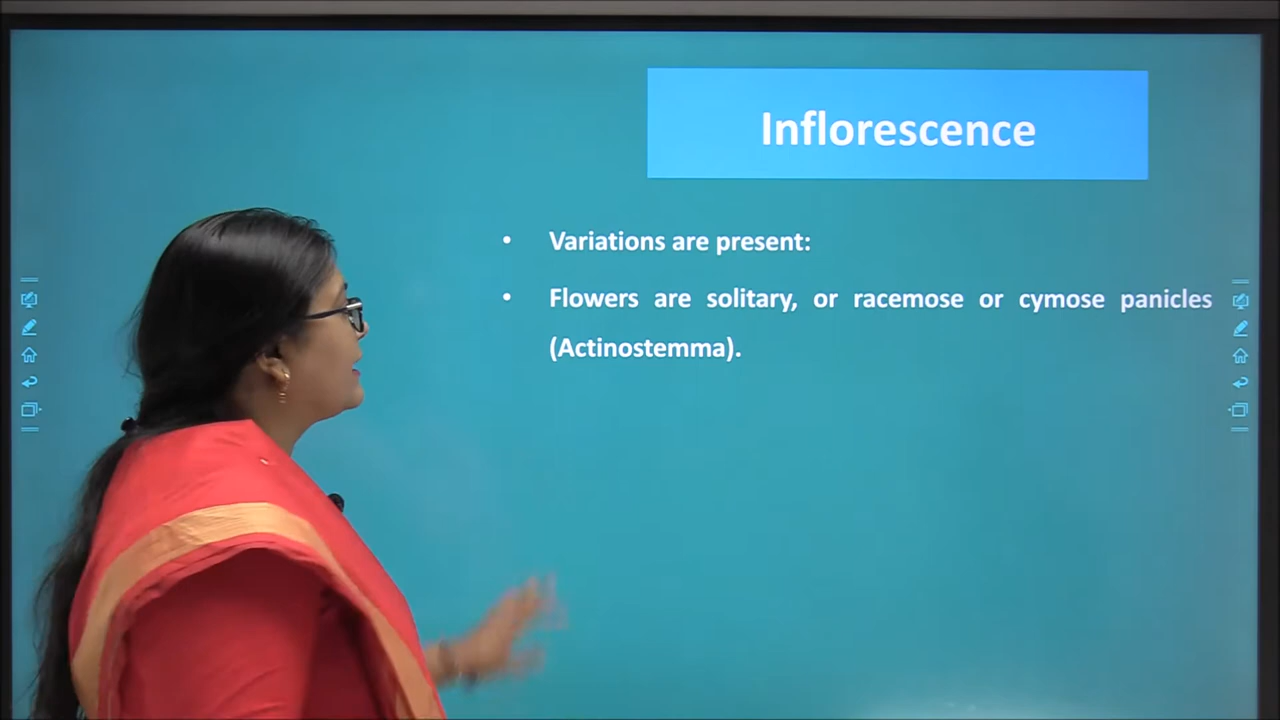 Inflorescence
• Variations are present:
• Flowers are solitary, or racemose or cymose panicles
(Actinostemma).